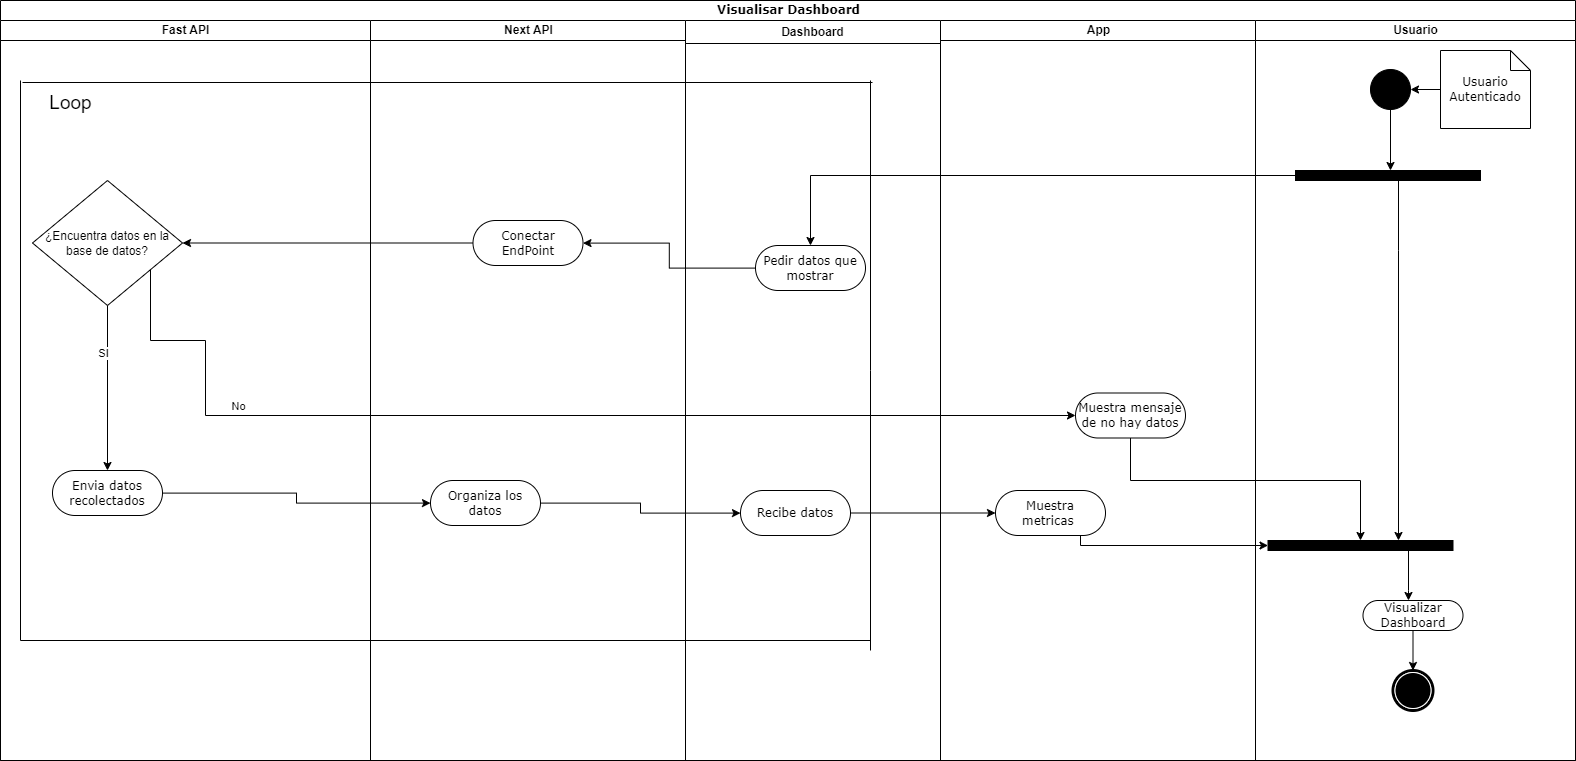 Visualisar Dashboard
Fast API
Next API
Dashboard
App
Usuario
Loop
Usuario
Autenticado
¿Encuentra datos en la
base de datos?
Conectar
EndPoint
Pedir datos que
mostrar
SI
No
Muestra mensaje
de no hay datos
Envia datos
recolectados
Organiza los
datos
Recibe datos
Muestra
metricas
Visualizar
Dashboard